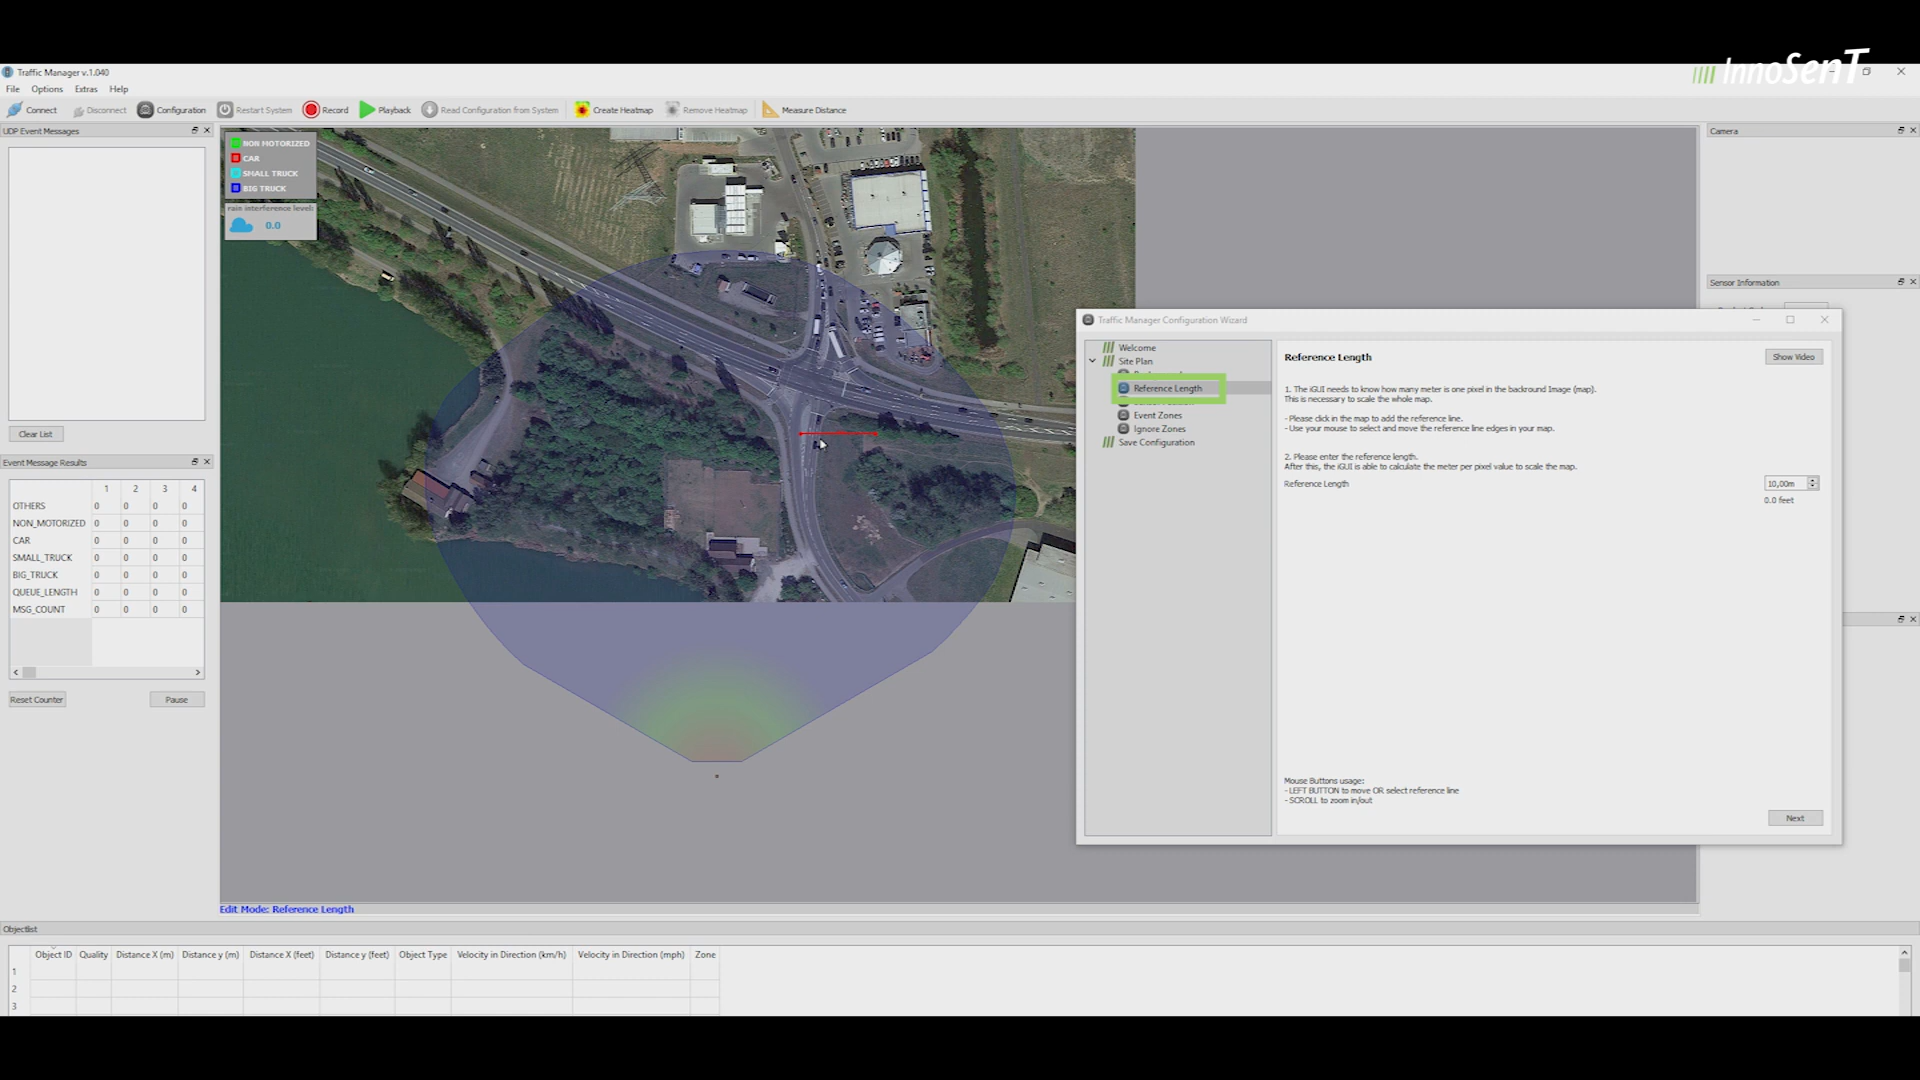 InnoSenT
Traffic Manager v.1.040
File Options Extras Help
Connect Disconnect Configuration Restart System Record Playback Read Configuration from System Create Heatmap Remove Heatmap Measure Distance
UDP Event Messages
Clear List
Event Message Results
1 2 3 4
OTHERS 0 0 0 0
NON_MOTORIZED 0 0 0 0
CAR 0 0 0 0
SMALL_TRUCK 0 0 0 0
BIG_TRUCK 0 0 0 0
QUEUE_LENGTH 0 0 0 0
MSG_COUNT 0 0 0 0
Reset Counter Pause
NON MOTORIZED
CAR
SMALL TRUCK
BIG TRUCK
rain interference level:
0.0
Edit Mode: Reference Length
Camera
Sensor Information
Traffic Manager Configuration Wizard
Welcome
Site Plan
Reference Length
Event Zones
Ignore Zones
Save Configuration
Reference Length
Show Video
1. The iGUI needs to know how many meter is one pixel in the backround Image (map).
This is necessary to scale the whole map.
- Please click in the map to add the reference line.
- Use your mouse to select and move the reference line edges in your map.
2. Please enter the reference length.
After this, the iGUI is able to calculate the meter per pixel value to scale the map.
Reference Length 10,00m
0.0 feet
Mouse Buttons usage:
- LEFT BUTTON to move OR select reference line
- SCROLL to zoom in/out
Next
Objectlist
Object ID Quality Distance X (m) Distance y (m) Distance X (feet) Distance y (feet) Object Type Velocity in Direction (km/h) Velocity in Direction (mph) Zone
1
2
3